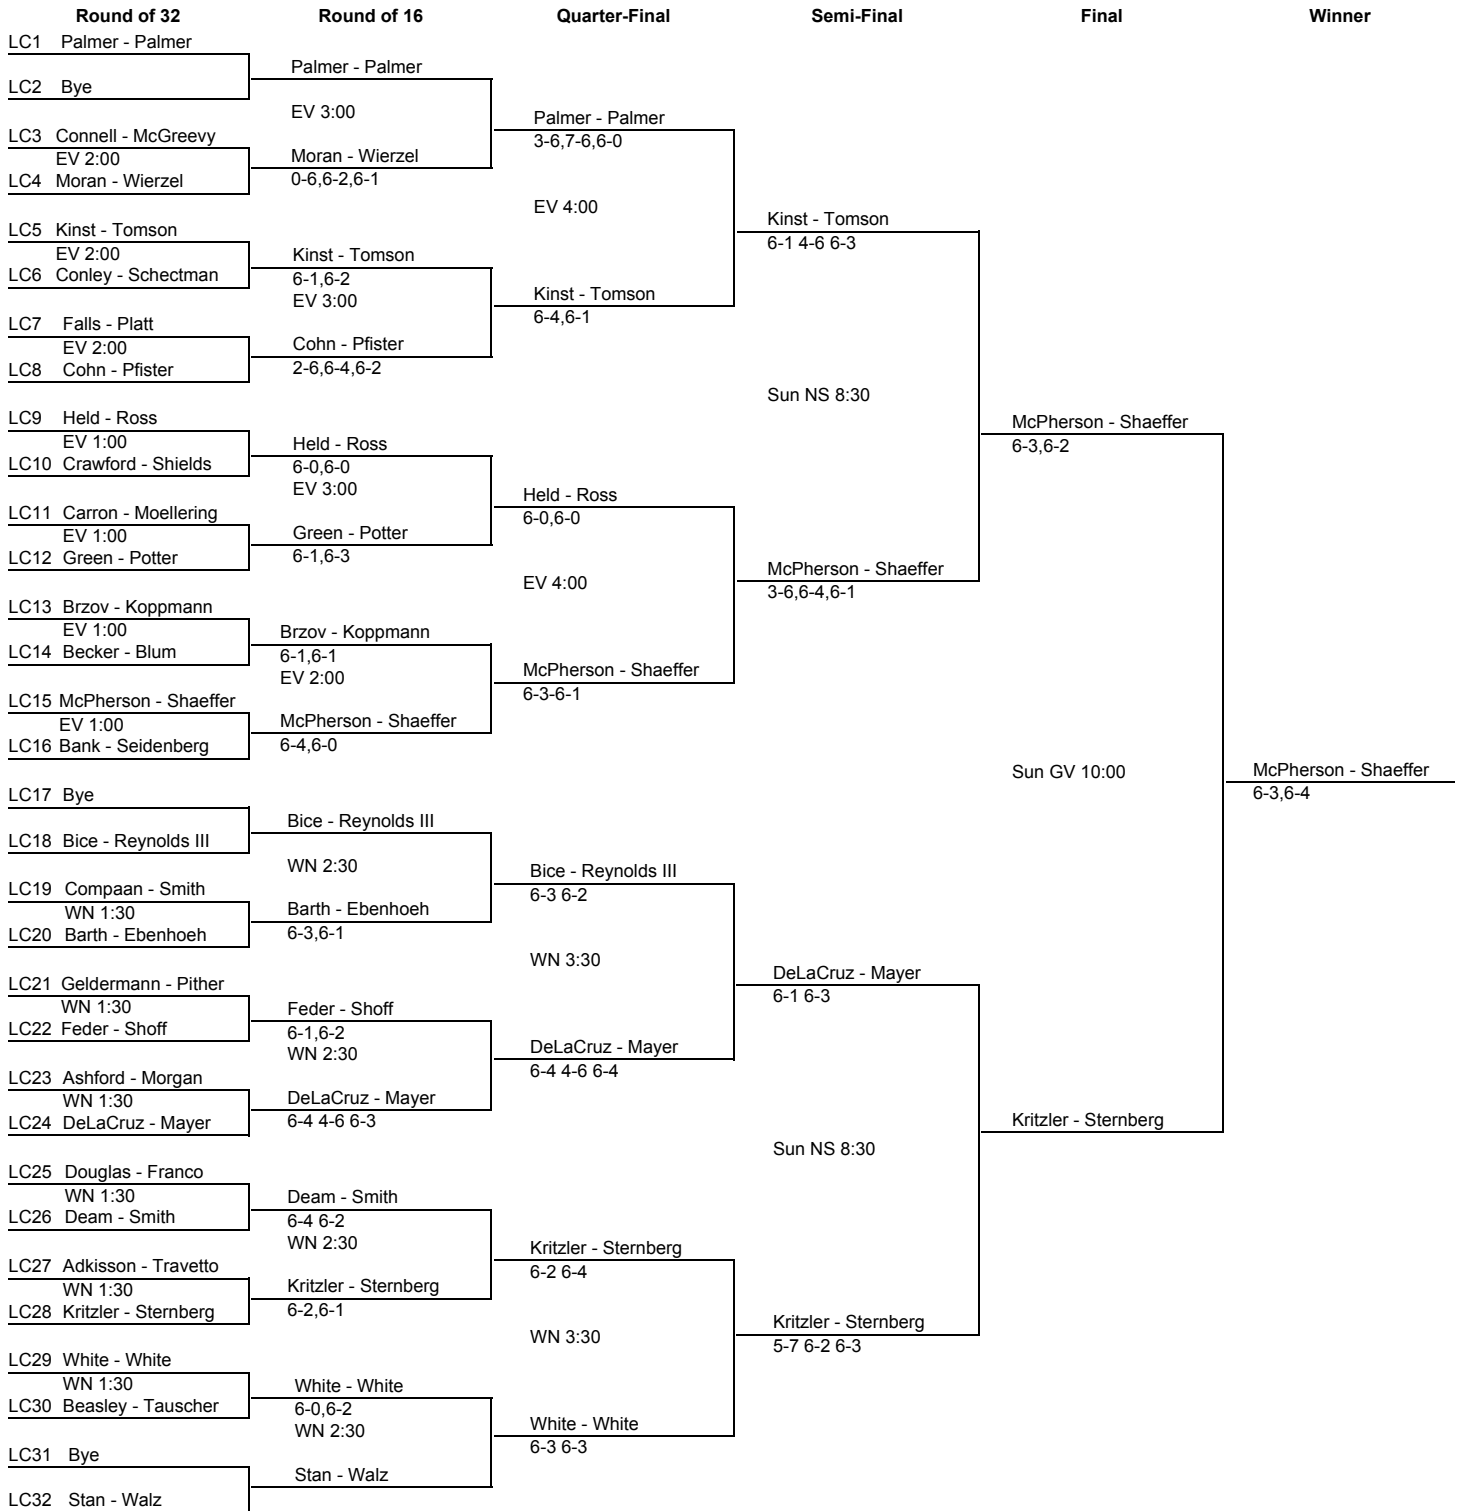 Round of 32 Round of 16 Quarter-Final Semi-Final Final Winner
LC1 Palmer - Palmer
Palmer - Palmer
LC2 Bye
EV 3:00
Palmer - Palmer
LC3 Connell - McGreevy
3-6,7-6,6-0
EV 2:00
Moran - Wierzel
LC4 Moran - Wierzel
0-6,6-2,6-1
EV 4:00
Kinst - Tomson
LC5 Kinst - Tomson
6-1 4-6 6-3
EV 2:00
Kinst - Tomson
LC6 Conley - Schectman
6-1,6-2
EV 3:00
Kinst - Tomson
6-4,6-1
LC7 Falls - Platt
EV 2:00
Cohn - Pfister
LC8 Cohn - Pfister
2-6,6-4,6-2
Sun NS 8:30
LC9 Held - Ross
McPherson - Shaeffer
EV 1:00
Held - Ross
6-3,6-2
LC10 Crawford - Shields
6-0,6-0
EV 3:00
Held - Ross
LC11 Carron - Moellering
6-0,6-0
EV 1:00
Green - Potter
LC12 Green - Potter
6-1,6-3
McPherson - Shaeffer
EV 4:00
3-6,6-4,6-1
LC13 Brzov - Koppmann
EV 1:00
Brzov - Koppmann
LC14 Becker - Blum
6-1,6-1
EV 2:00
McPherson - Shaeffer
6-3-6-1
LC15 McPherson - Shaeffer
EV 1:00
McPherson - Shaeffer
LC16 Bank - Seidenberg
6-4,6-0
Sun GV 10:00
McPherson - Shaeffer
6-3,6-4
LC17 Bye
Bice - Reynolds III
LC18 Bice - Reynolds III
WN 2:30
Bice - Reynolds III
LC19 Compaan - Smith
6-3 6-2
WN 1:30
Barth - Ebenhoeh
LC20 Barth - Ebenhoeh
6-3,6-1
WN 3:30
DeLaCruz - Mayer
LC21 Geldermann - Pither
6-1 6-3
WN 1:30
Feder - Shoff
LC22 Feder - Shoff
6-1,6-2
WN 2:30
DeLaCruz - Mayer
6-4 4-6 6-4
LC23 Ashford - Morgan
WN 1:30
DeLaCruz - Mayer
LC24 DeLaCruz - Mayer
6-4 4-6 6-3
Kritzler - Sternberg
Sun NS 8:30
LC25 Douglas - Franco
WN 1:30
Deam - Smith
LC26 Deam - Smith
6-4 6-2
WN 2:30
Kritzler - Sternberg
LC27 Adkisson - Travetto
6-2 6-4
WN 1:30
Kritzler - Sternberg
LC28 Kritzler - Sternberg
6-2,6-1
Kritzler - Sternberg
WN 3:30
5-7 6-2 6-3
LC29 White - White
WN 1:30
White - White
LC30 Beasley - Tauscher
6-0,6-2
WN 2:30
White - White
6-3 6-3
LC31 Bye
Stan - Walz
LC32 Stan - Walz